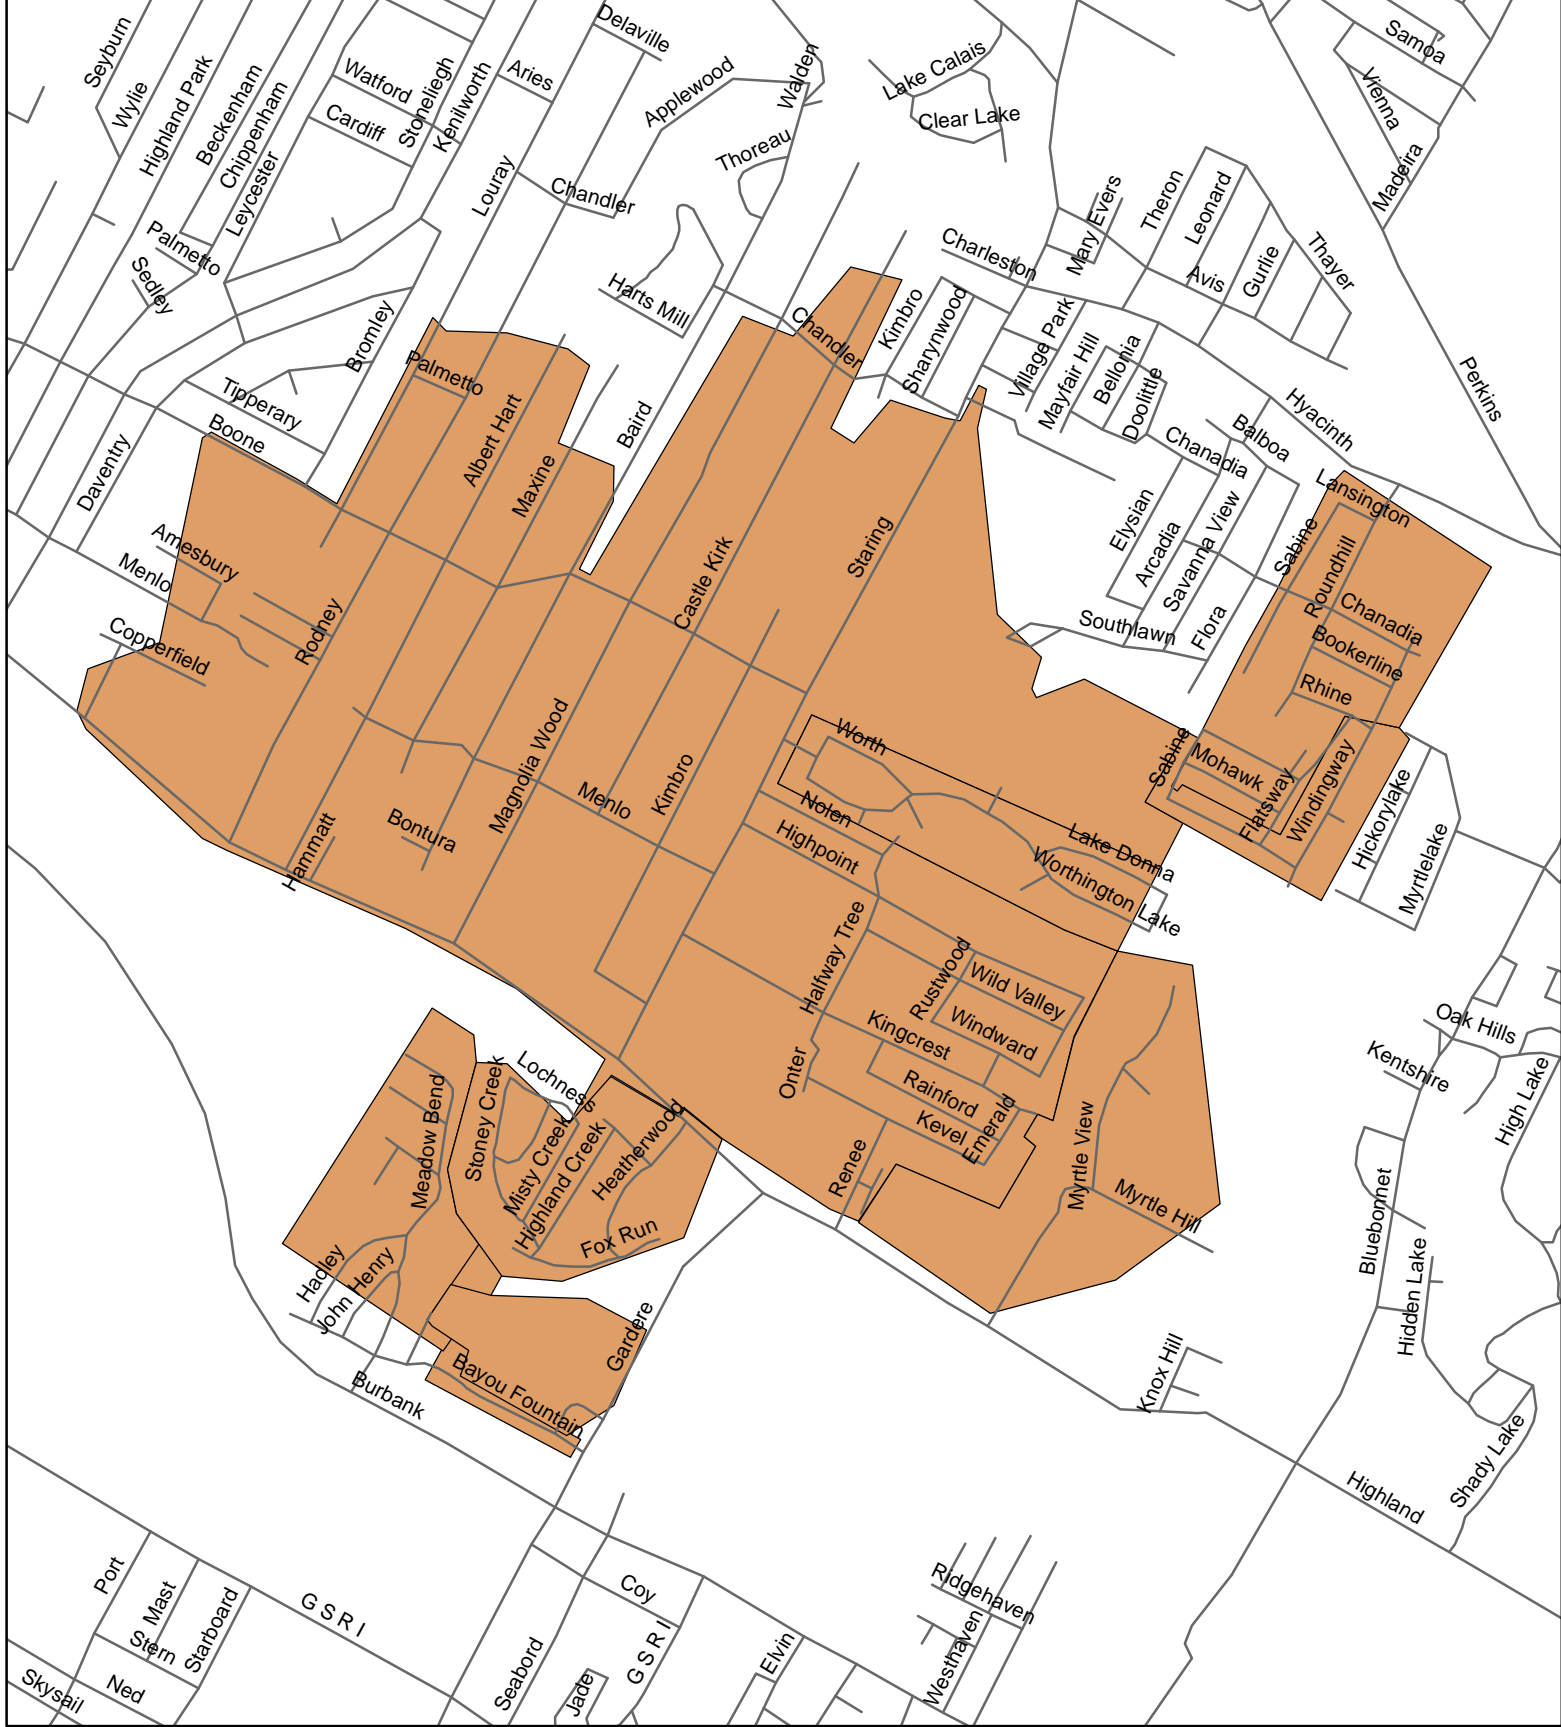 Delaville
Samoa
Seyburn
Wylie
Highland Park
Beckenham
Chippenham
Leycester
Watford
Cardiff
Stoneliegh
Kenilworth
Aries
Applewood
Walden
Lake Calais
Clear Lake
Vienna
Madeira
Louray
Chandler
Thoreau
Mary Evers
Theron
Leonard
Palmetto
Sedley
Harts Mill
Charleston
Avis
Gurlie
Thayer
Bromley
Chandler
Kimbro
Sharynwood
Village Park
Mayfair Hill
Bellonia
Doolittle
Perkins
Tipperary
Boone
Palmetto
Albert Hart
Maxine
Baird
Hyacinth
Balboa
Chanadia
Lansington
Daventry
Amesbury
Menlo
Copperfield
Rodney
Castle Kirk
Staring
Elysian
Arcadia
Savanna View
Sabine
Roundhill
Flora
Southlawn
Chanadia
Bookerline
Rhine
Magnolia Wood
Kimbro
Menlo
Worth
Nolen
Highpoint
Sabine
Mohawk
Flatsway
Windingway
Hickorylake
Myrtlelake
Hammatt
Bontura
Lake Donna
Worthington
Lake
Halfway Tree
Rustwood
Wild Valley
Windward
Kingcrest
Rainford
Kevel
Emerald
Onter
Oak Hills
Kentshire
High Lake
Stoney Creek
Lochness
Meadow Bend
Misty Creek
Highland Creek
Heatherwood
Fox Run
Renee
Myrtle View
Myrtle Hill
Bluebonnet
Hidden Lake
Hadley
John Henry
Gardere
Bayou Fountain
Burbank
Knox Hill
Shady Lake
Highland
Port
Mast
Stern
Starboard
G S R I
Coy
G S R I
Ridgehaven
Westhaven
Elvin
Skysail
Ned
Seabord
Jade